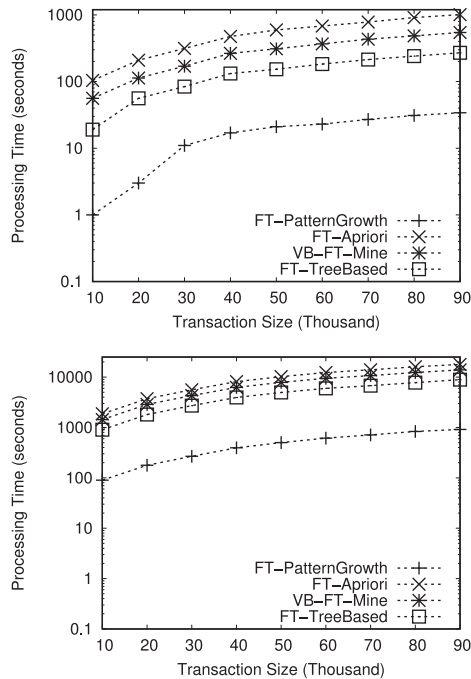 1000
100
10
1
0.1
Processing Time (seconds)
FT-PatternGrowth
FT-Apriori
VB-FT-Mine
FT-TreeBased
10 20 30 40 50 60 70 80 90
Transaction Size (Thousand)
10000
1000
100
10
1
0.1
Processing Time (seconds)
FT-PatternGrowth
FT-Apriori
VB-FT-Mine
FT-TreeBased
10 20 30 40 50 60 70 80 90
Transaction Size (Thousand)